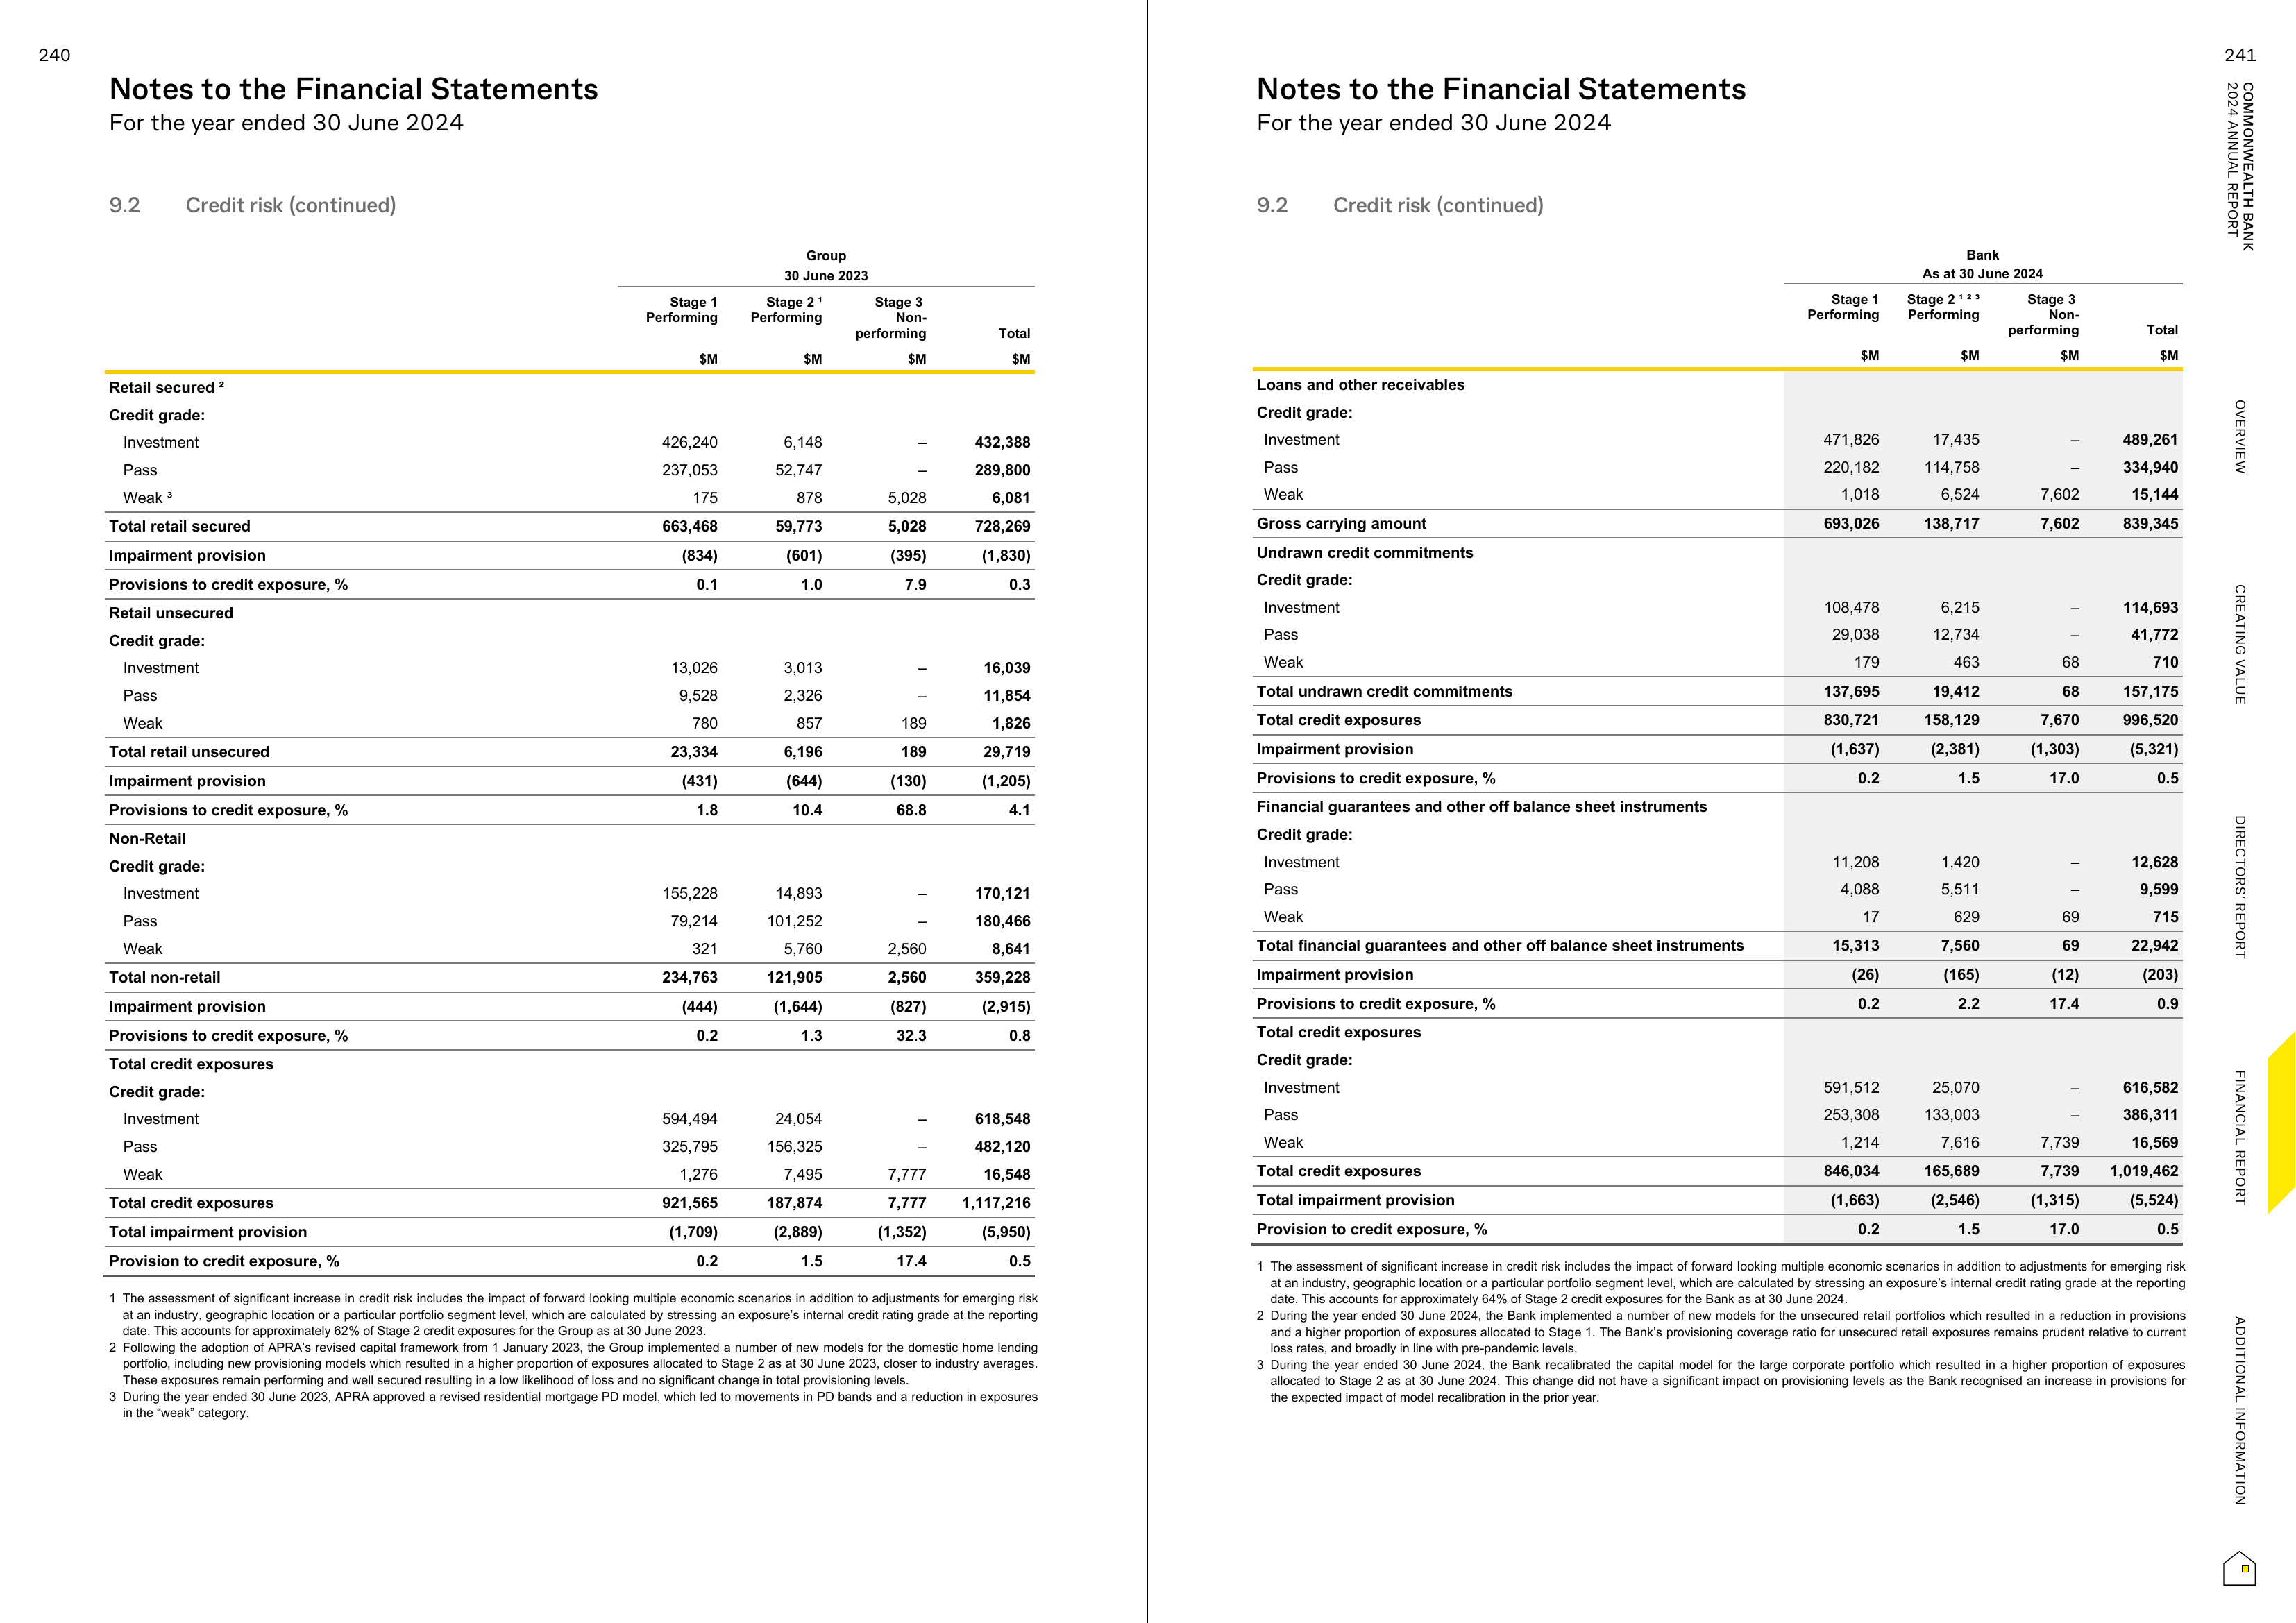 240
Notes to the Financial Statements
For the year ended 30 June 2024
9.2 Credit risk (continued)
Group
30 June 2023
Stage 1 Stage 2 ¹ Stage 3
Performing Performing Non-
performing Total
$M $M $M $M
Retail secured ²
Credit grade:
Investment 426,240 6,148 – 432,388
Pass 237,053 52,747 – 289,800
Weak ³ 175 878 5,028 6,081
Total retail secured 663,468 59,773 5,028 728,269
Impairment provision (834) (601) (395) (1,830)
Provisions to credit exposure, % 0.1 1.0 7.9 0.3
Retail unsecured
Credit grade:
Investment 13,026 3,013 – 16,039
Pass 9,528 2,326 – 11,854
Weak 780 857 189 1,826
Total retail unsecured 23,334 6,196 189 29,719
Impairment provision (431) (644) (130) (1,205)
Provisions to credit exposure, % 1.8 10.4 68.8 4.1
Non-Retail
Credit grade:
Investment 155,228 14,893 – 170,121
Pass 79,214 101,252 – 180,466
Weak 321 5,760 2,560 8,641
Total non-retail 234,763 121,905 2,560 359,228
Impairment provision (444) (1,644) (827) (2,915)
Provisions to credit exposure, % 0.2 1.3 32.3 0.8
Total credit exposures
Credit grade:
Investment 594,494 24,054 – 618,548
Pass 325,795 156,325 – 482,120
Weak 1,276 7,495 7,777 16,548
Total credit exposures 921,565 187,874 7,777 1,117,216
Total impairment provision (1,709) (2,889) (1,352) (5,950)
Provision to credit exposure, % 0.2 1.5 17.4 0.5
1 The assessment of significant increase in credit risk includes the impact of forward looking multiple economic scenarios in addition to adjustments for emerging risk
at an industry, geographic location or a particular portfolio segment level, which are calculated by stressing an exposure's internal credit rating grade at the reporting
date. This accounts for approximately 62% of Stage 2 credit exposures for the Group as at 30 June 2023.
2 Following the adoption of APRA's revised capital framework from 1 January 2023, the Group implemented a number of new models for the domestic home lending
portfolio, including new provisioning models which resulted in a higher proportion of exposures allocated to Stage 2 as at 30 June 2023, closer to industry averages.
These exposures remain performing and well secured resulting in a low likelihood of loss and no significant change in total provisioning levels.
3 During the year ended 30 June 2023, APRA approved a revised residential mortgage PD model, which led to movements in PD bands and a reduction in exposures
in the “weak” category.
241
Notes to the Financial Statements
For the year ended 30 June 2024
9.2 Credit risk (continued)
Bank
As at 30 June 2024
Stage 1 Stage 2 ¹ ² ³ Stage 3
Performing Performing Non-
performing Total
$M $M $M $M
Loans and other receivables
Credit grade:
Investment 471,826 17,435 – 489,261
Pass 220,182 114,758 – 334,940
Weak 1,018 6,524 7,602 15,144
Gross carrying amount 693,026 138,717 7,602 839,345
Undrawn credit commitments
Credit grade:
Investment 108,478 6,215 – 114,693
Pass 29,038 12,734 – 41,772
Weak 179 463 68 710
Total undrawn credit commitments 137,695 19,412 68 157,175
Total credit exposures 830,721 158,129 7,670 996,520
Impairment provision (1,637) (2,381) (1,303) (5,321)
Provisions to credit exposure, % 0.2 1.5 17.0 0.5
Financial guarantees and other off balance sheet instruments
Credit grade:
Investment 11,208 1,420 – 12,628
Pass 4,088 5,511 – 9,599
Weak 17 629 69 715
Total financial guarantees and other off balance sheet instruments 15,313 7,560 69 22,942
Impairment provision (26) (165) (12) (203)
Provisions to credit exposure, % 0.2 2.2 17.4 0.9
Total credit exposures
Credit grade:
Investment 591,512 25,070 – 616,582
Pass 253,308 133,003 – 386,311
Weak 1,214 7,616 7,739 16,569
Total credit exposures 846,034 165,689 7,739 1,019,462
Total impairment provision (1,663) (2,546) (1,315) (5,524)
Provision to credit exposure, % 0.2 1.5 17.0 0.5
1 The assessment of significant increase in credit risk includes the impact of forward looking multiple economic scenarios in addition to adjustments for emerging risk
at an industry, geographic location or a particular portfolio segment level, which are calculated by stressing an exposure's internal credit rating grade at the reporting
date. This accounts for approximately 64% of Stage 2 credit exposures for the Bank as at 30 June 2024.
2 During the year ended 30 June 2024, the Bank implemented a number of new models for the unsecured retail portfolios which resulted in a reduction in provisions
and a higher proportion of exposures allocated to Stage 1. The Bank's provisioning coverage ratio for unsecured retail exposures remains prudent relative to current
loss rates, and broadly in line with pre-pandemic levels.
3 During the year ended 30 June 2024, the Bank recalibrated the capital model for the large corporate portfolio which resulted in a higher proportion of exposures
allocated to Stage 2 as at 30 June 2024. This change did not have a significant impact on provisioning levels as the Bank recognised an increase in provisions for
the expected impact of model recalibration in the prior year.
COMMONWEALTH BANK
2024 ANNUAL REPORT
OVERVIEW
CREATING VALUE
DIRECTORS' REPORT
FINANCIAL REPORT
ADDITIONAL INFORMATION